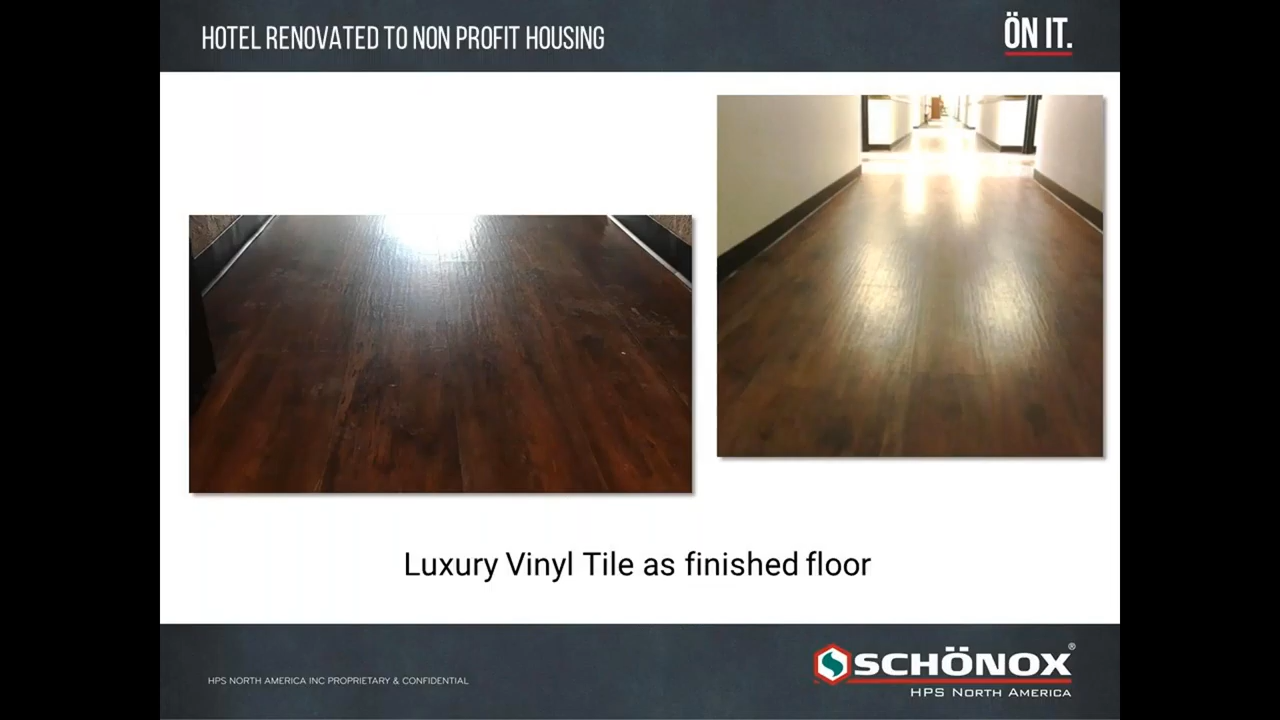 HOTEL RENOVATED TO NON PROFIT HOUSING
ÖN IT.
Luxury Vinyl Tile as finished floor
HPS NORTH AMERICA INC PROPRIETARY & CONFIDENTIAL
SCHÖNOX®
HPS NORTH AMERICA